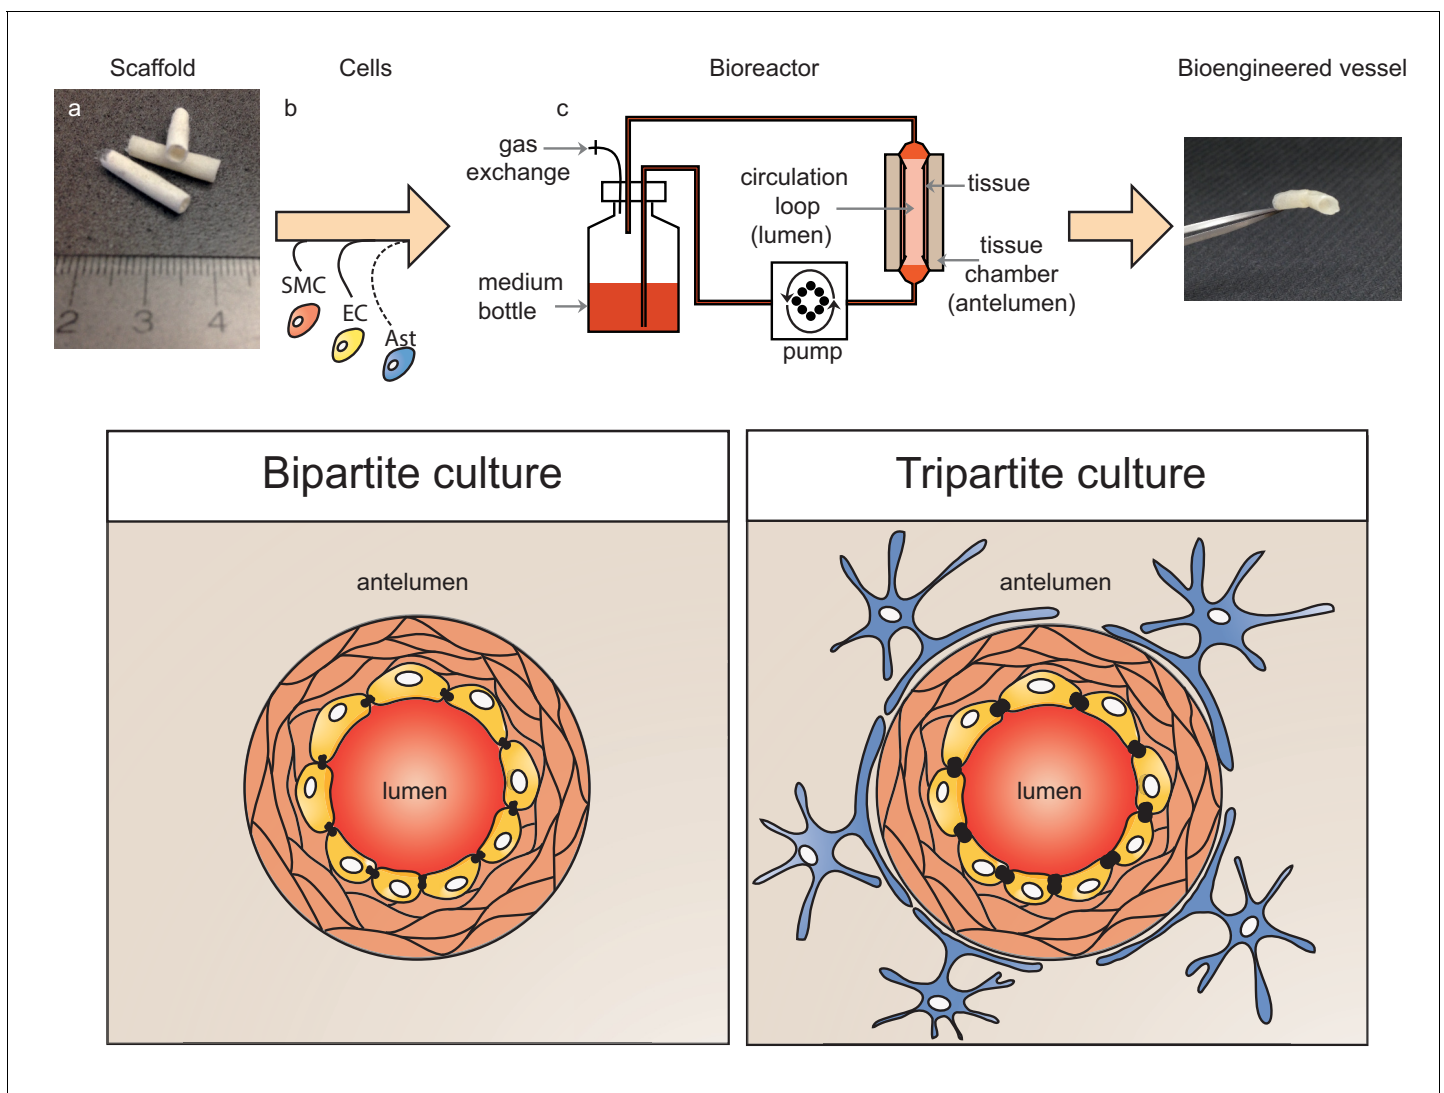 Scaffold
Cells
Bioreactor
Bioengineered vessel
a
b
c
gas
exchange
circulation
loop
(lumen)
tissue
tissue
chamber
(antelumen)
medium
bottle
pump
SMC
EC
Ast
2 3 4
Bipartite culture
Tripartite culture
antelumen
lumen
antelumen
lumen